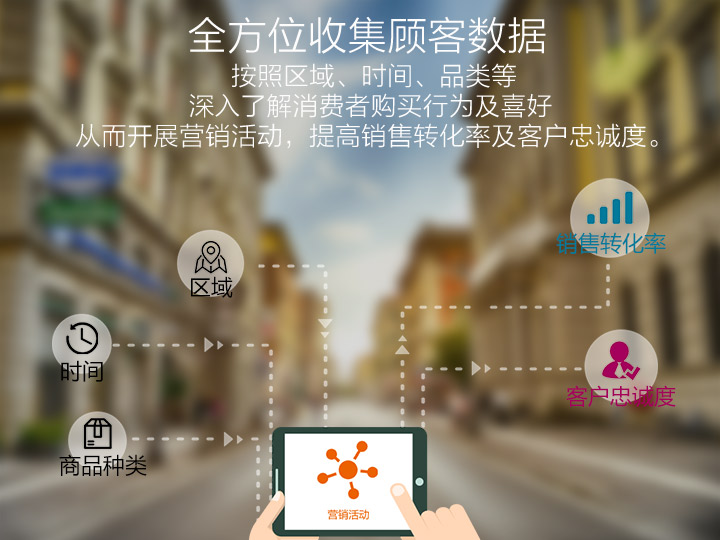 全方位收集顾客数据
按照区域、时间、品类等
深入了解消费者购买行为及喜好
从而开展营销活动，提高销售转化率及客户忠诚度。
销售转化率
区域
时间
客户忠诚度
商品种类
营销活动